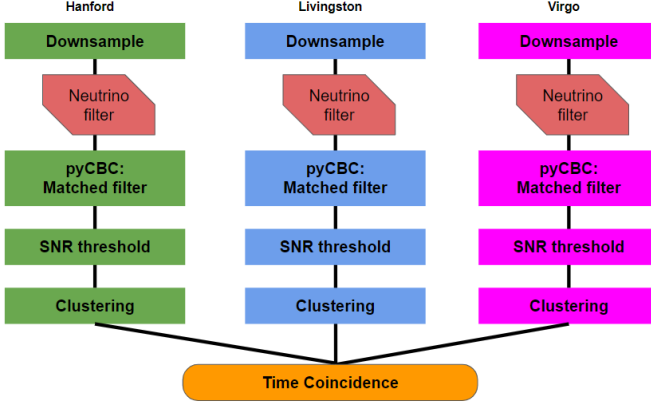 Hanford
Livingston
Virgo
Downsample
Downsample
Downsample
Neutrino
filter
Neutrino
filter
Neutrino
filter
pyCBC:
Matched filter
pyCBC:
Matched filter
pyCBC:
Matched filter
SNR threshold
SNR threshold
SNR threshold
Clustering
Clustering
Clustering
Time Coincidence